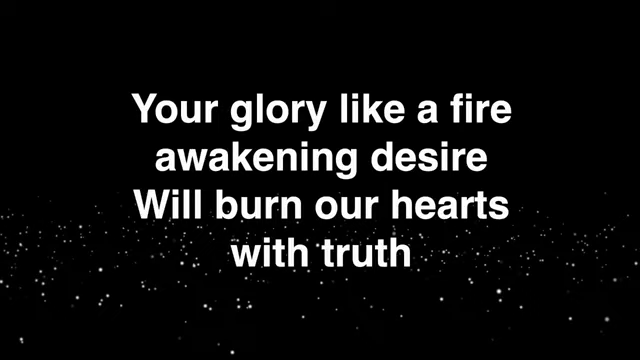 Your glory like a fire
awakening desire
Will burn our hearts
with truth